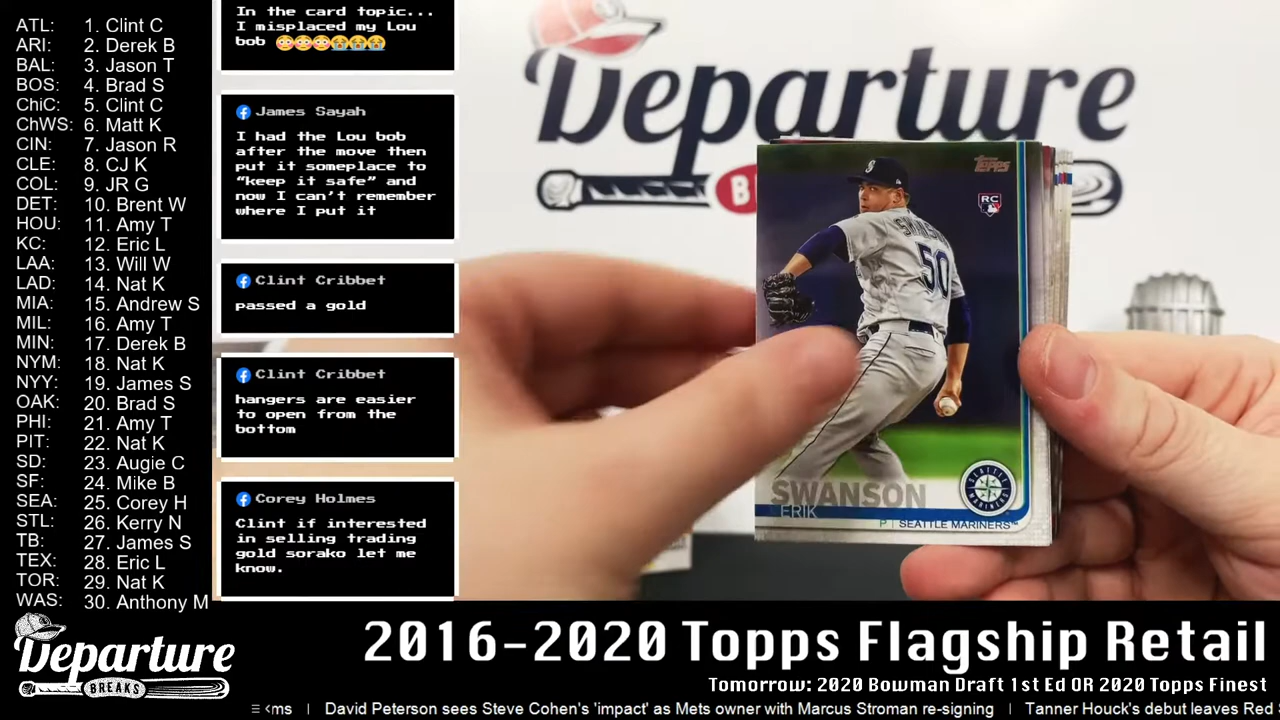 ATL: 1. Clint C
ARI: 2. Derek B
BAL: 3. Jason T
BOS: 4. Brad S
ChiC: 5. Clint C
ChWS: 6. Matt K
CIN: 7. Jason R
CLE: 8. CJ K
COL: 9. JR G
DET: 10. Brent W
HOU: 11. Amy T
KC: 12. Eric L
LAA: 13. Will W
LAD: 14. Nat K
MIA: 15. Andrew S
MIL: 16. Amy T
MIN: 17. Derek B
NYM: 18. Nat K
NYY: 19. James S
OAK: 20. Brad S
PHI: 21. Amy T
PIT: 22. Nat K
SD: 23. Augie C
SF: 24. Mike B
SEA: 25. Corey H
STL: 26. Kerry N
TB: 27. James S
TEX: 28. Eric L
TOR: 29. Nat K
WAS: 30. Anthony M
In the card topic...
I misplaced my Lou
bob 😳😳😳😭😭😭
James Sayah
I had the Lou bob
after the move then
put it someplace to
"keep it safe" and
now I can't remember
where I put it
Clint Cribbet
passed a gold
Clint Cribbet
hangers are easier
to open from the
bottom
Corey Holmes
Clint if interested
in selling trading
gold sorako let me
know.
Departure
B
Topps
RC
S
SWANSON
50
SWANSON
ERIK
P | SEATTLE MARINERS™
SEATTLE
MARINERS
Departure
BREAKS
2016-2020 Topps Flagship Retail
Tomorrow: 2020 Bowman Draft 1st Ed OR 2020 Topps Finest
ms | David Peterson sees Steve Cohen's 'impact' as Mets owner with Marcus Stroman re-signing | Tanner Houck's debut leaves Red